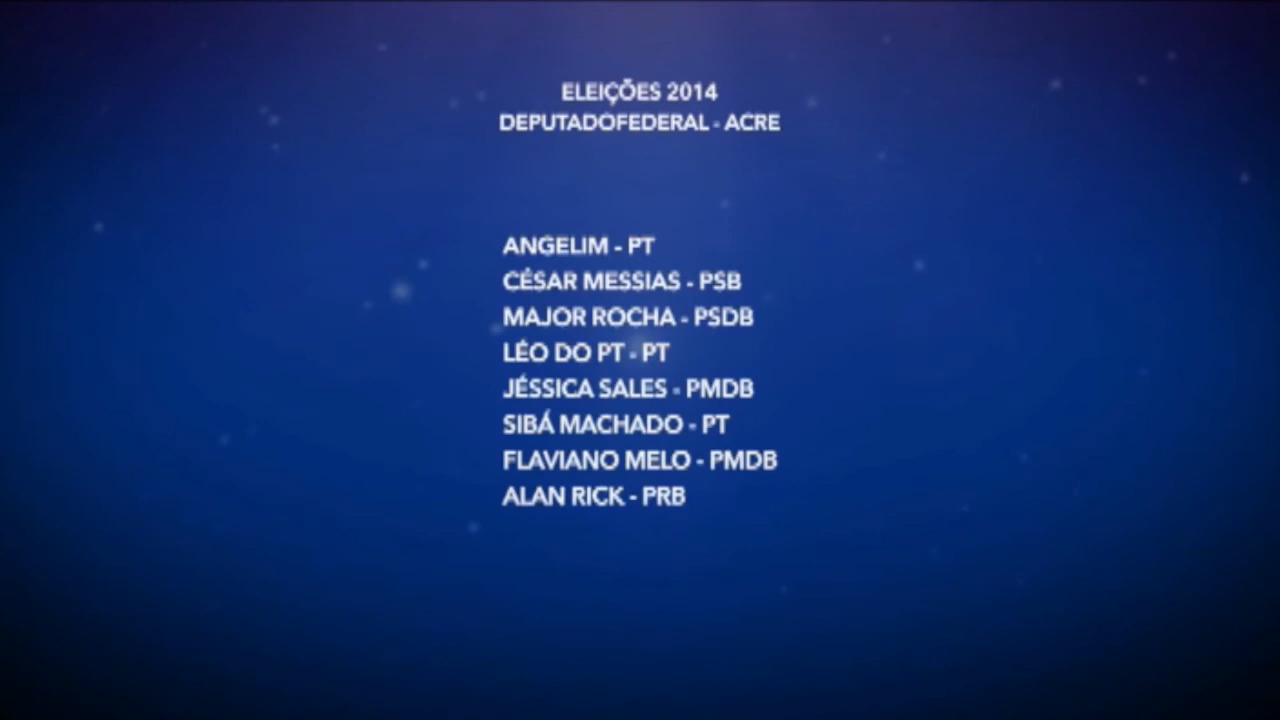 ELEIÇÕES 2014
DEPUTADOFEDERAL - ACRE
ANGELIM - PT
CÉSAR MESSIAS - PSB
MAJOR ROCHA - PSDB
LÉO DO PT - PT
JÉSSICA SALES - PMDB
SIBÁ MACHADO - PT
FLAVIANO MELO - PMDB
ALAN RICK - PRB